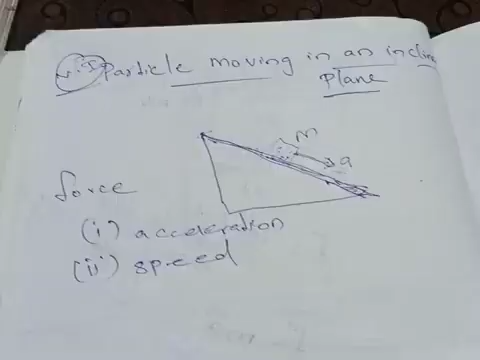 Particle moving in an incline
Plane
M
a
force
(i) acceleration
(ii) speed